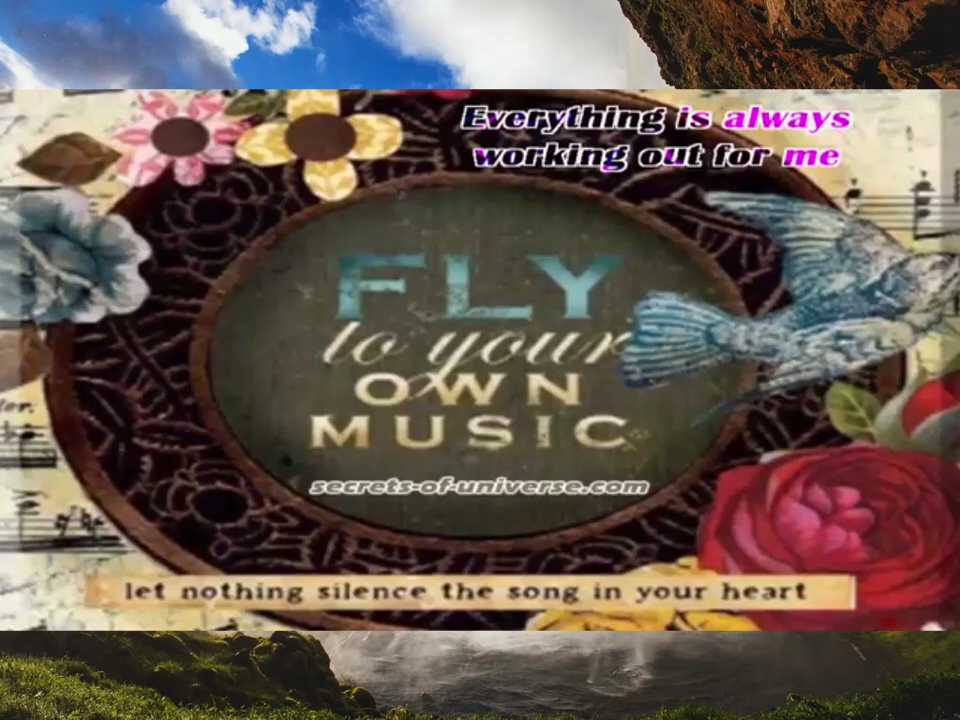 Everything is always
working out for me
FLY
to your
OWN
MUSIC
secrets-of-universe.com
let nothing silence the song in your heart